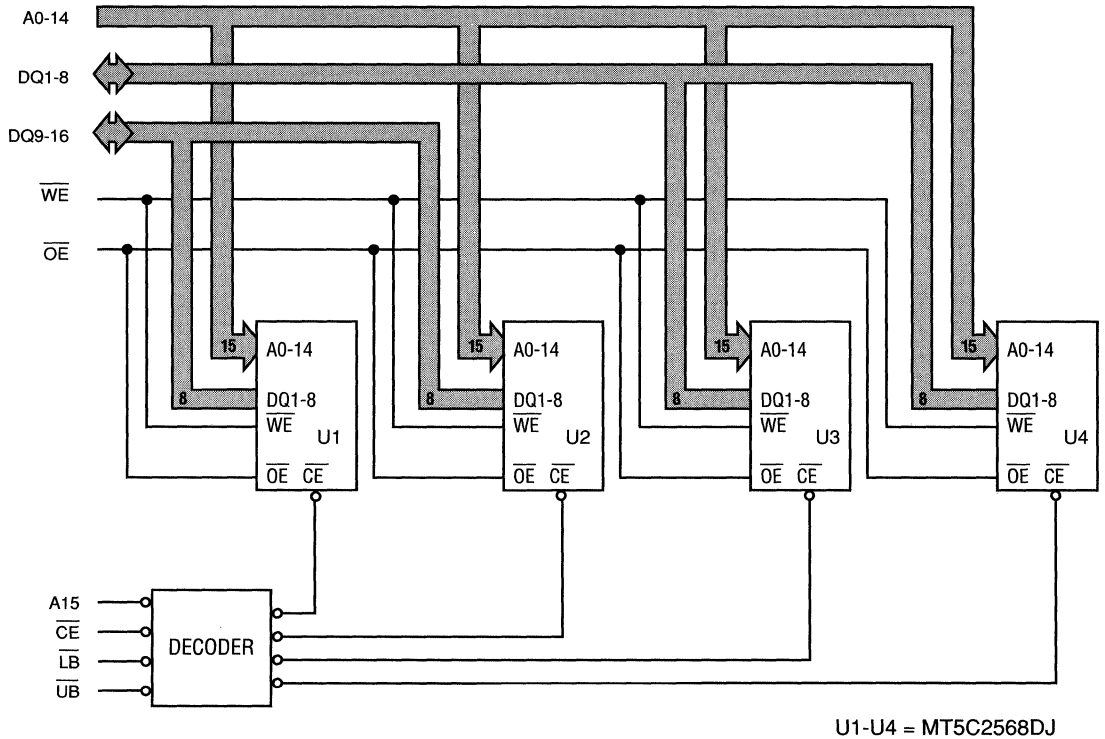 A0-14
DQ1-8
DQ9-16
WE
OE
15
A0-14
8
DQ1-8
WE
U1
OE CE
15
A0-14
8
DQ1-8
WE
U2
OE CE
15
A0-14
8
DQ1-8
WE
U3
OE CE
15
A0-14
8
DQ1-8
WE
U4
OE CE
A15
CE
LB
UB
DECODER
U1-U4 = MT5C2568DJ